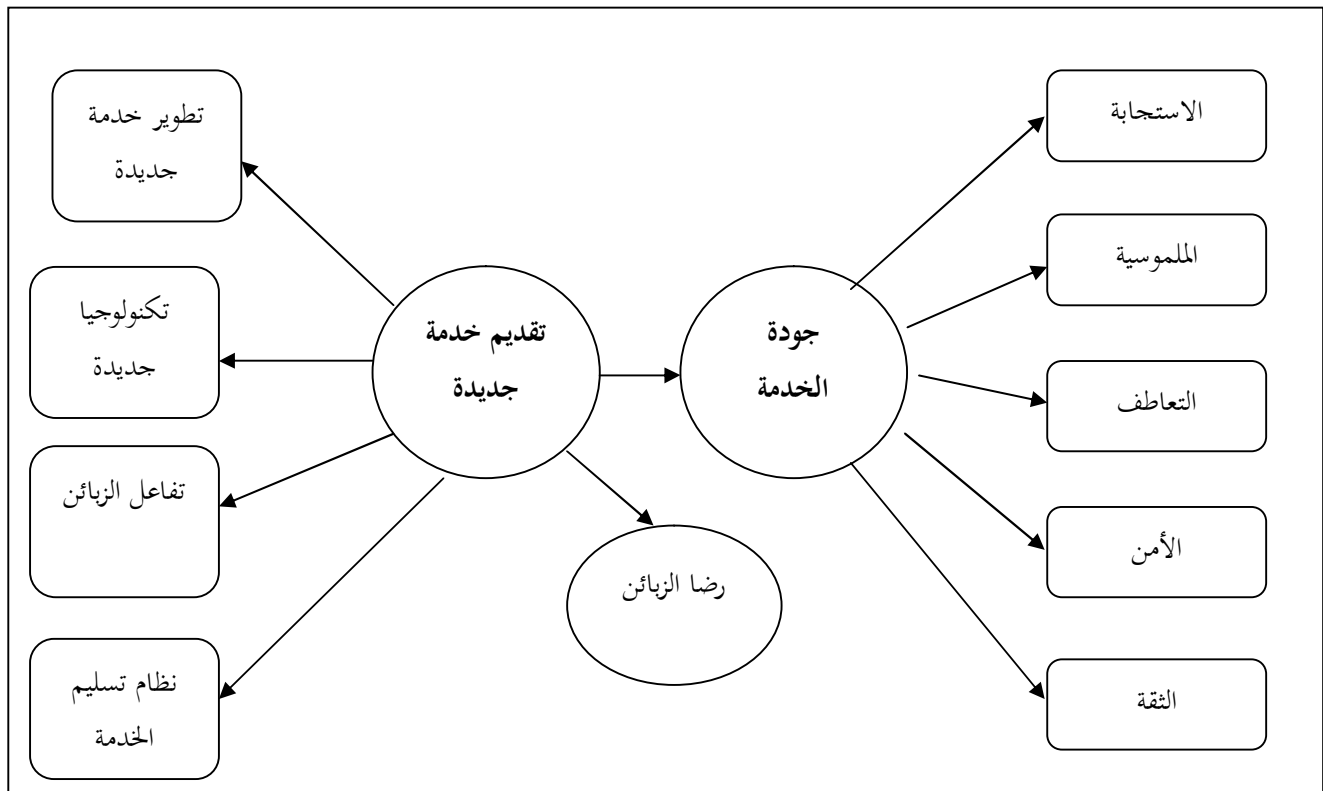 الاستجابة
الملموسية
التعاطف
الأمن
الثقة
جودة
الخدمة
تقديم خدمة
جديدة
رضا الزبائن
تطوير خدمة
جديدة
تكنولوجيا
جديدة
تفاعل الزبائن
نظام تسليم
الخدمة